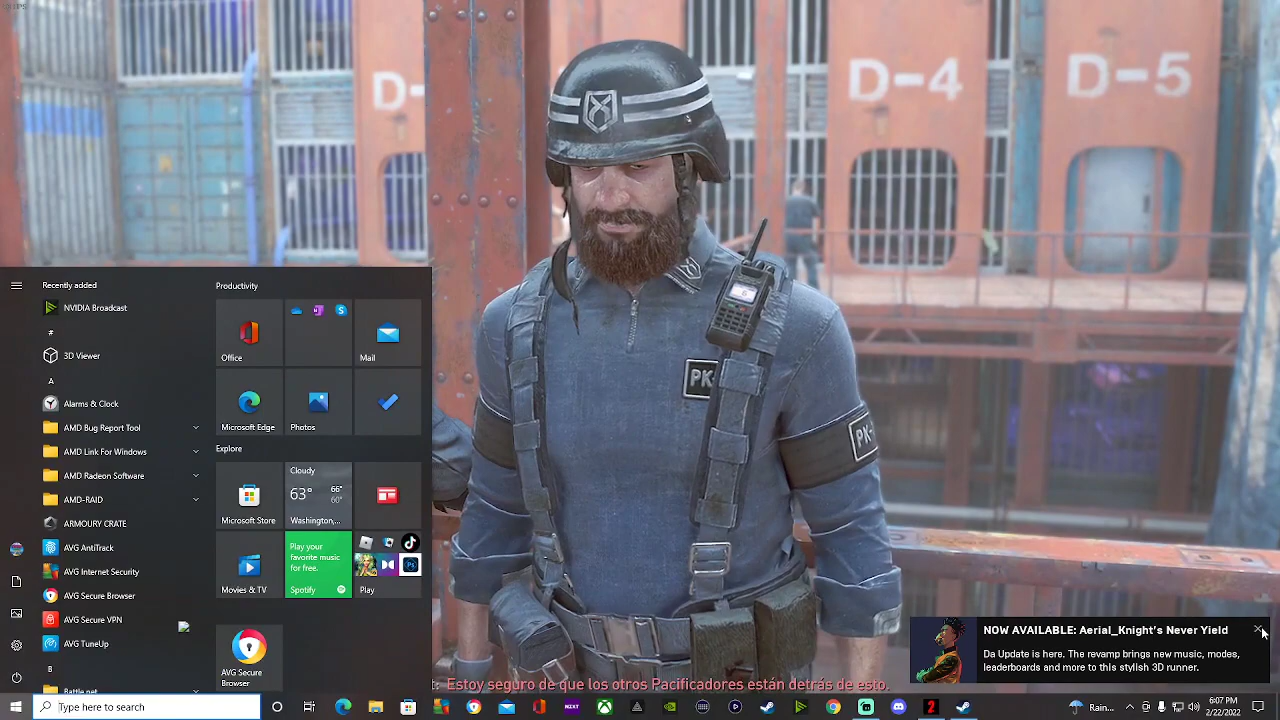 D-
D-4
D-5
PK-
PK-
Recently added
NVIDIA Broadcast
#
3D Viewer
A
Alarms & Clock
AMD Bug Report Tool
AMD Link For Windows
AMD Radeon Software
AMD-RAID
ARMOURY CRATE
AVG AntiTrack
AVG Internet Security
AVG Secure Browser
AVG Secure VPN
AVG TuneUp
B
Battle.net
Productivity
Office
Mail
Microsoft Edge
Photos
Explore
Microsoft Store
Cloudy
63°
66°
60°
Washington,...
Movies & TV
Play your
favorite music
for free.
Spotify
Play
AVG Secure
Browser
NOW AVAILABLE: Aerial_Knight's Never Yield
Da Update is here. The revamp brings new music, modes,
leaderboards and more to this stylish 3D runner.
: Estoy seguro de que los otros Pacificadores están detrás de esto.
Type here to search
NZXT
2
Rain...
6:07 PM
2/22/2022